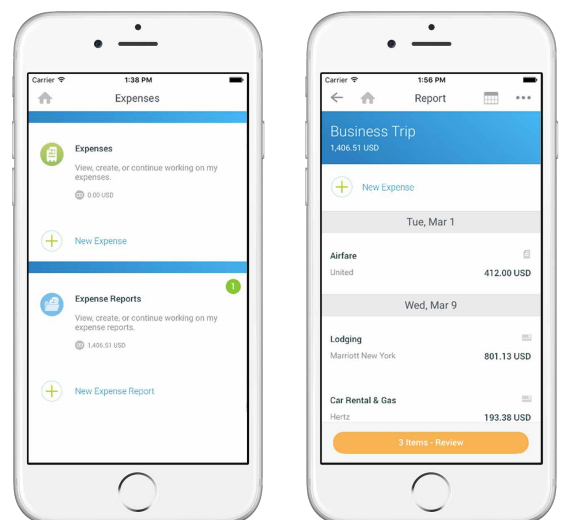 Carrier
1:38 PM
Expenses
Expenses
View, create, or continue working on my
expenses.
0.00 USD
New Expense
1
Expense Reports
View, create, or continue working on my
expense reports.
1,406.51 USD
New Expense Report
Carrier
1:56 PM
Report
Business Trip
1,406.51 USD
New Expense
Tue, Mar 1
Airfare
United
412.00 USD
Wed, Mar 9
Lodging
Marriott New York
801.13 USD
Car Rental & Gas
Hertz
193.38 USD
3 Items - Review